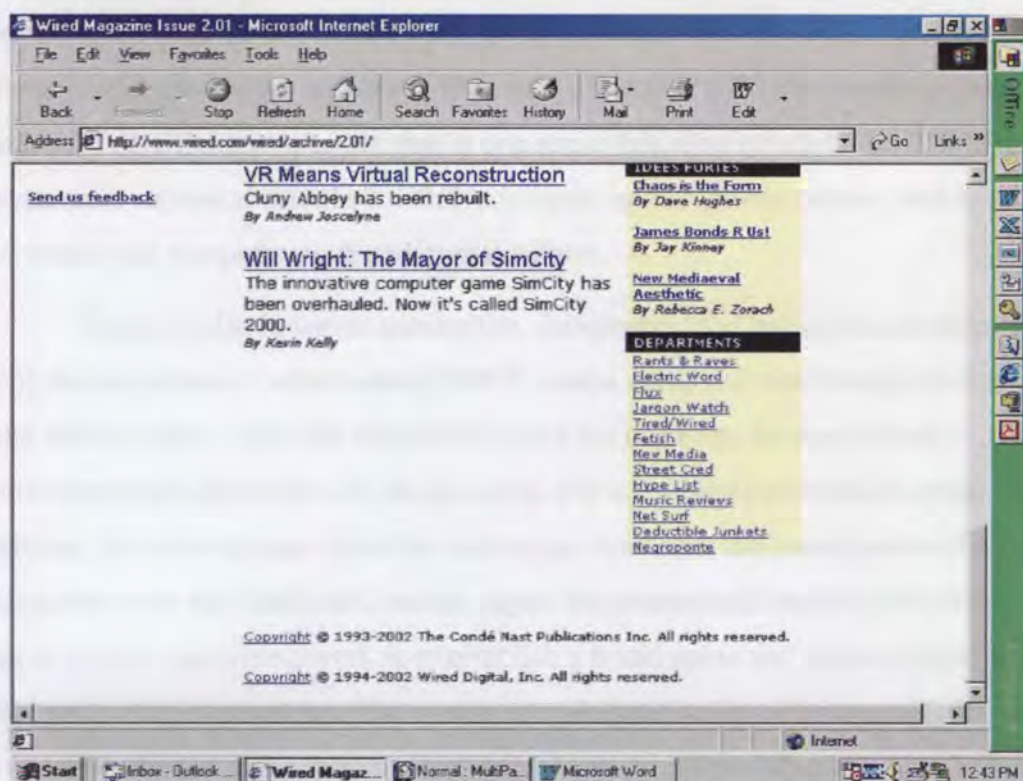 Wired Magazine Issue 2.01 - Microsoft Internet Explorer
File Edit View Favorites Tools Help
Back Forward Stop Refresh Home Search Favorites History Mail Print Edit
Address http://www.wired.com/wired/archive/2.01/ Go Links »
Office
Send us feedback
VR Means Virtual Reconstruction
Cluny Abbey has been rebuilt.
By Andrew Joscelyne
Will Wright: The Mayor of SimCity
The innovative computer game SimCity has
been overhauled. Now it's called SimCity
2000.
By Kevin Kelly
IDEES FORTES
Chaos is the Form
By Dave Hughes
James Bonds R Us!
By Jay Kinney
New Mediaeval
Aesthetic
By Rebecca E. Zorach
DEPARTMENTS
Rants & Raves
Electric Word
Flux
Jargon Watch
Tired/Wired
Fetish
New Media
Street Cred
Hype List
Music Reviews
Net Surf
Deductible Junkets
Negroponte
Copyright © 1993-2002 The Condé Nast Publications Inc. All rights reserved.
Copyright © 1994-2002 Wired Digital, Inc. All rights reserved.
Internet
Start Inbox - Outlook ... Wired Magaz... Normal : MultiPa... Microsoft Word 12:43 PM